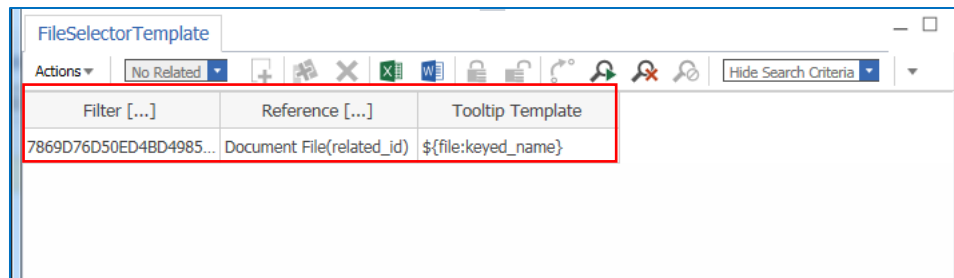 FileSelectorTemplate
Actions No Related Hide Search Criteria
Filter [...] Reference [...] Tooltip Template
7869D76D50ED4BD4985... Document File(related_id) ${file:keyed_name}